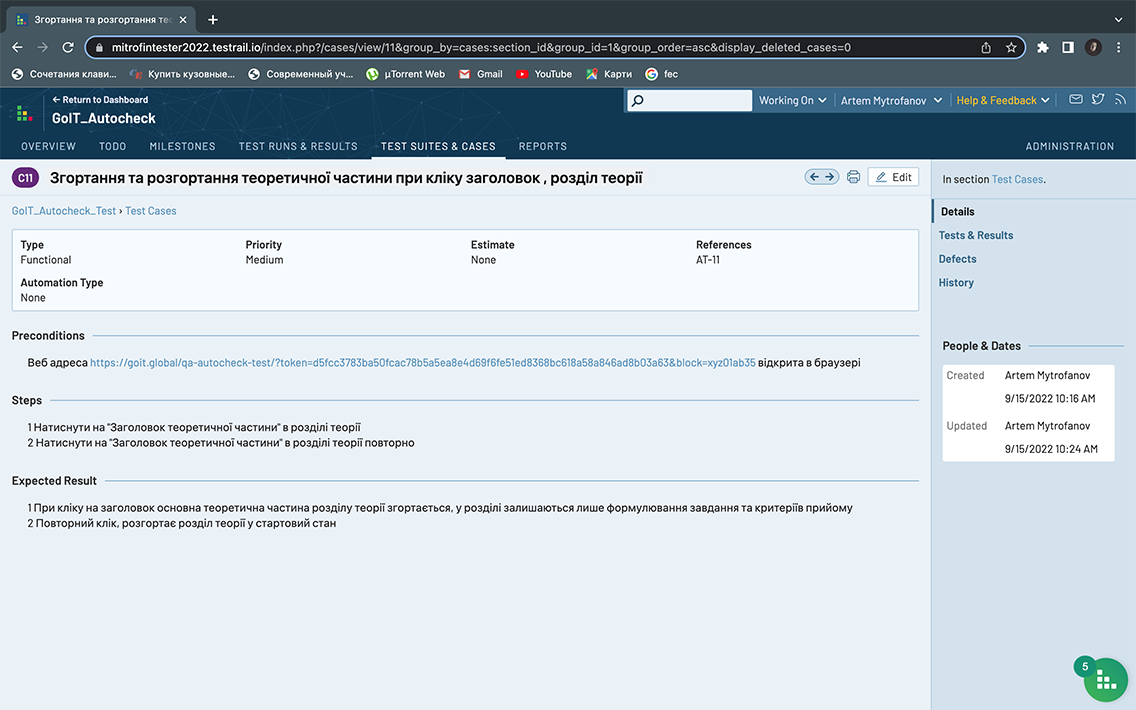 Згортання та розгортання тео
mitrofintester2022.testrail.io/index.php?/cases/view/11&group_by=cases:section_id&group_id=1&group_order=asc&display_deleted_cases=0
Сочетания клави... Купить кузовные... Современный уч... µTorrent Web Gmail YouTube Карти fec
← Return to Dashboard
GoIT_Autocheck
Working On Artem Mytrofanov Help & Feedback
OVERVIEW TODO MILESTONES TEST RUNS & RESULTS TEST SUITES & CASES REPORTS ADMINISTRATION
C11 Згортання та розгортання теоретичної частини при кліку заголовок , розділ теорії
Edit
In section Test Cases.
GoIT_Autocheck_Test › Test Cases
Type Priority Estimate References
Functional Medium None AT-11
Automation Type
None
Details
Tests & Results
Defects
History
Preconditions
Веб адреса https://goit.global/qa-autocheck-test/?token=d5fcc3783ba50fcac78b5a5ea8e4d69f6fe51ed8368bc618a58a846ad8b03a63&block=xyz01ab35 відкрита в браузері
Steps
1 Натиснути на "Заголовок теоретичної частини" в розділі теорії
2 Натиснути на "Заголовок теоретичної частини" в розділі теорії повторно
Expected Result
1 При кліку на заголовок основна теоретична частина розділу теорії згортається, у розділі залишаються лише формулювання завдання та критеріїв прийому
2 Повторний клік, розгортає розділ теорії у стартовий стан
People & Dates
Created Artem Mytrofanov
9/15/2022 10:16 AM
Updated Artem Mytrofanov
9/15/2022 10:24 AM
5